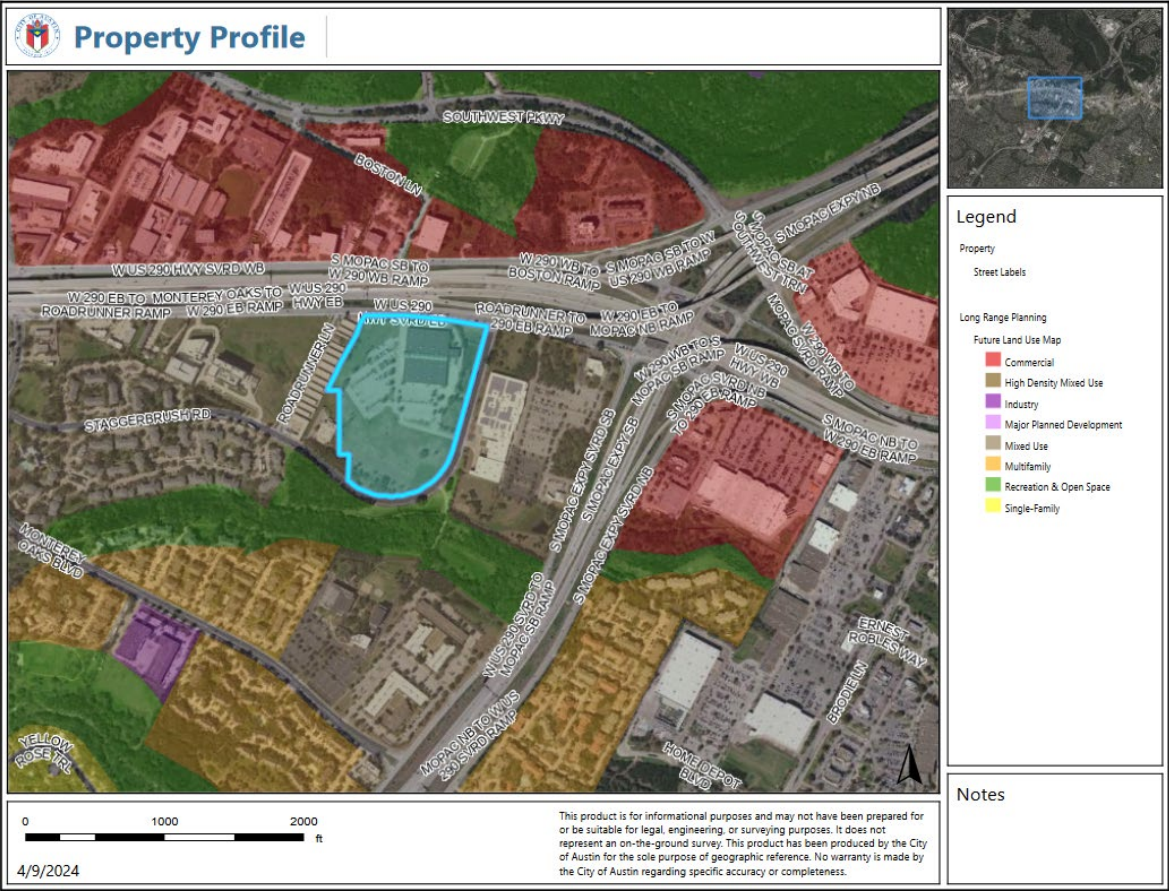 CITY OF AUSTIN
Property Profile
SOUTHWEST PKWY
BOSTON LN
S MOPAC EXPY NB
S MOPAC SB AT
SOUTHWEST TRN
S MOPAC SB TO W
US 290 WB RAMP
W 290 WB TO
BOSTON RAMP
S MOPAC SB TO
W 290 WB RAMP
W US 290 HWY SVRD WB
W 290 EB TO
ROADRUNNER RAMP
MONTEREY OAKS TO
W 290 EB RAMP
W US 290
HWY EB
W US 290
HWY SVRD EB
ROADRUNNER TO
290 EB RAMP
W 290 EB TO
MOPAC NB RAMP
W 290 WB TO
MOPAC SVRD RAMP
W 290 WB TO S
MOPAC SB RAMP
W US 290
HWY WB
S MOPAC SVRD NB
TO 290 EB RAMP
S MOPAC NB TO
W 290 EB RAMP
ROADRUNNER LN
STAGGERBRUSH RD
S MOPAC EXPY SVRD SB
S MOPAC EXPY SB
S MOPAC EXPY SVRD NB
MONTEREY
OAKS BLVD
W US 290 SVRD TO
MOPAC SB RAMP
ERNEST
ROBLES WAY
BRODIE LN
MOPAC NB TO W US
290 SVRD RAMP
HOME DEPOT
BLVD
YELLOW
ROSE TRL
Legend
Property
Street Labels
Long Range Planning
Future Land Use Map
Commercial
High Density Mixed Use
Industry
Major Planned Development
Mixed Use
Multifamily
Recreation & Open Space
Single-Family
Notes
0 1000 2000
ft
4/9/2024
This product is for informational purposes and may not have been prepared for
or be suitable for legal, engineering, or surveying purposes. It does not
represent an on-the-ground survey. This product has been produced by the City
of Austin for the sole purpose of geographic reference. No warranty is made by
the City of Austin regarding specific accuracy or completeness.